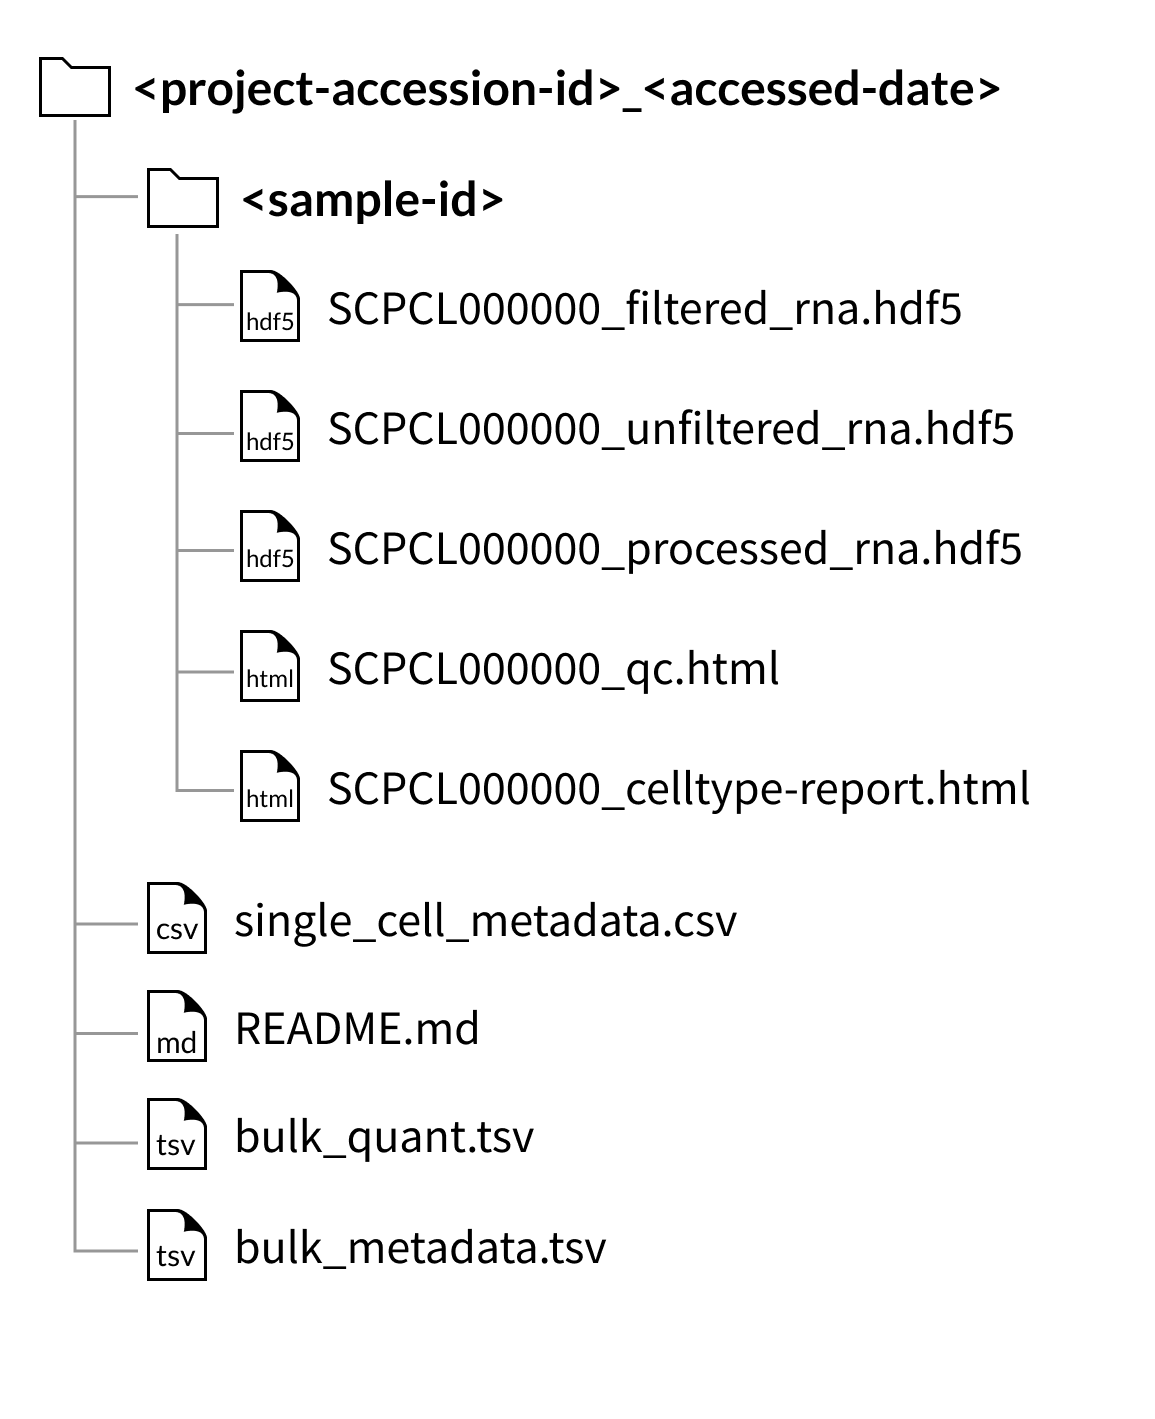 <project-accession-id>_<accessed-date>
<sample-id>
hdf5 SCPCL000000_filtered_rna.hdf5
hdf5 SCPCL000000_unfiltered_rna.hdf5
hdf5 SCPCL000000_processed_rna.hdf5
html SCPCL000000_qc.html
html SCPCL000000_celltype-report.html
csv single_cell_metadata.csv
md README.md
tsv bulk_quant.tsv
tsv bulk_metadata.tsv